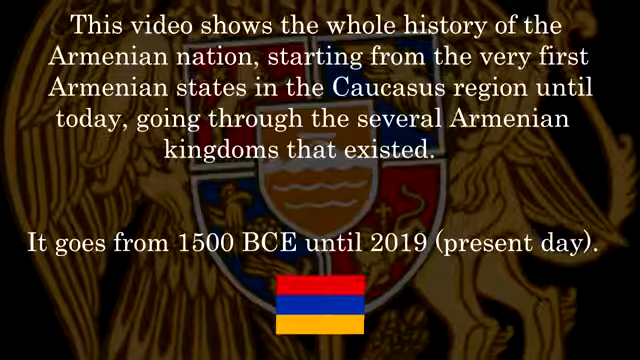 This video shows the whole history of the
Armenian nation, starting from the very first
Armenian states in the Caucasus region until
today, going through the several Armenian
kingdoms that existed.
It goes from 1500 BCE until 2019 (present day).